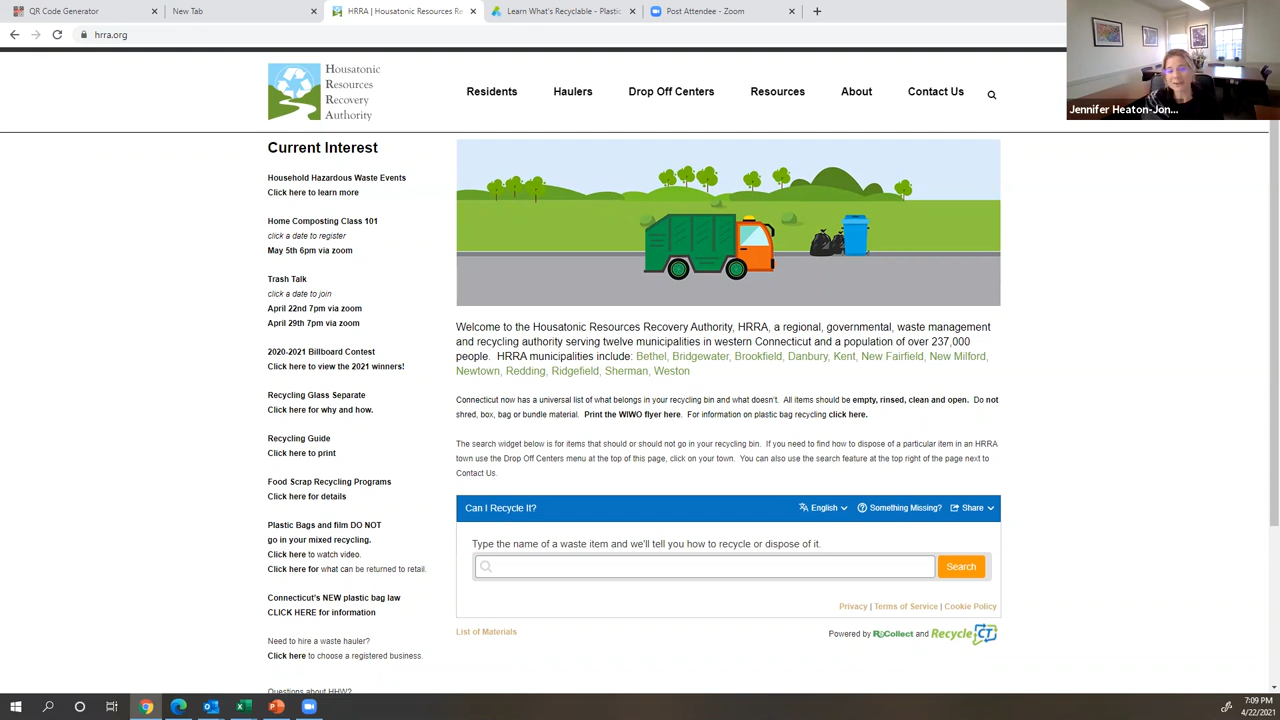 QR Code Generator
New Tab
HRRA | Housatonic Resources Re
Learn What's Recyclable - Plastic
Post Attendee - Zoom
hrra.org
Jennifer Heaton-Jon...
Housatonic
Resources
Recovery
Authority
Residents
Haulers
Drop Off Centers
Resources
About
Contact Us
Current Interest
Household Hazardous Waste Events
Click here to learn more
Home Composting Class 101
click a date to register
May 5th 6pm via zoom
Trash Talk
click a date to join
April 22nd 7pm via zoom
April 29th 7pm via zoom
2020-2021 Billboard Contest
Click here to view the 2021 winners!
Recycling Glass Separate
Click here for why and how.
Recycling Guide
Click here to print
Food Scrap Recycling Programs
Click here for details
Plastic Bags and film DO NOT
go in your mixed recycling.
Click here to watch video.
Click here for what can be returned to retail.
Connecticut's NEW plastic bag law
CLICK HERE for information
Need to hire a waste hauler?
Click here to choose a registered business.
Questions about HHW?
Welcome to the Housatonic Resources Recovery Authority, HRRA, a regional, governmental, waste management
and recycling authority serving twelve municipalities in western Connecticut and a population of over 237,000
people. HRRA municipalities include: Bethel, Bridgewater, Brookfield, Danbury, Kent, New Fairfield, New Milford,
Newtown, Redding, Ridgefield, Sherman, Weston
Connecticut now has a universal list of what belongs in your recycling bin and what doesn't. All items should be empty, rinsed, clean and open. Do not
shred, box, bag or bundle material. Print the WIWO flyer here. For information on plastic bag recycling click here.
The search widget below is for items that should or should not go in your recycling bin. If you need to find how to dispose of a particular item in an HRRA
town use the Drop Off Centers menu at the top of this page, click on your town. You can also use the search feature at the top right of the page next to
Contact Us.
Can I Recycle It?
English
Something Missing?
Share
Type the name of a waste item and we'll tell you how to recycle or dispose of it.
Search
Privacy | Terms of Service | Cookie Policy
List of Materials
Powered by ReCollect and RecycleCT
7:09 PM
4/22/2021